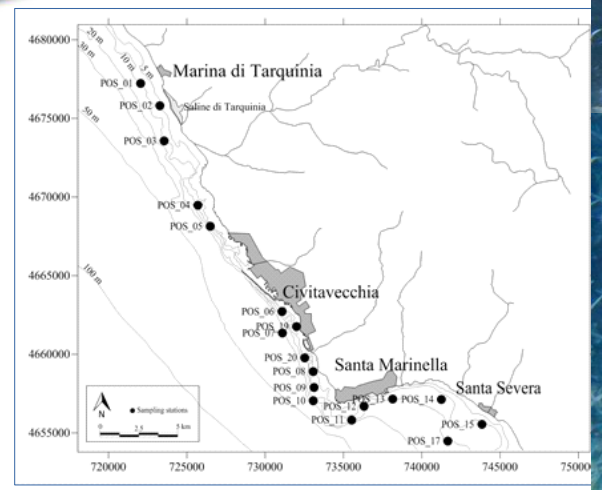 4680000
4675000
4670000
4665000
4660000
4655000
20 m
30 m
10 m
5 m
50 m
100 m
Marina di Tarquinia
POS_01
POS_02
Saline di Tarquinia
POS_03
POS_04
POS_05
Civitavecchia
POS_06
POS_19
POS_07
POS_20
Santa Marinella
POS_08
POS_09
POS_10
POS_13
POS_14
Santa Severa
POS_12
POS_11
POS_15
POS_17
N
Sampling stations
0 2,5 5 km
720000 725000 730000 735000 740000 745000 750000